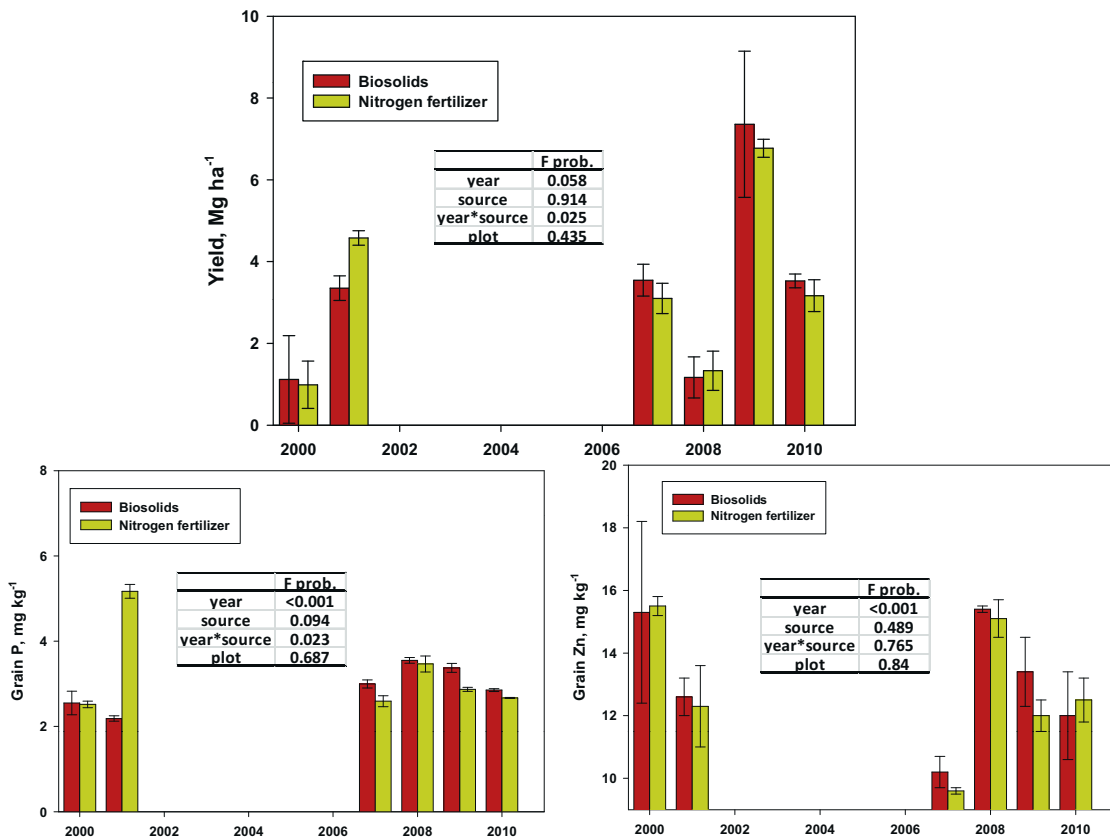 10
8
6
4
2
0
Yield, Mg ha-1
Biosolids
Nitrogen fertilizer
F prob.
year 0.058
source 0.914
year*source 0.025
plot 0.435
2000 2002 2004 2006 2008 2010
8
6
4
2
0
Grain P, mg kg-1
Biosolids
Nitrogen fertilizer
F prob.
year <0.001
source 0.094
year*source 0.023
plot 0.687
2000 2002 2004 2006 2008 2010
16
14
12
10
Grain Zn, mg kg-1
Biosolids
Nitrogen fertilizer
F prob.
year <0.001
source 0.489
year*source 0.765
plot 0.84
2000 2002 2004 2006 2008 2010